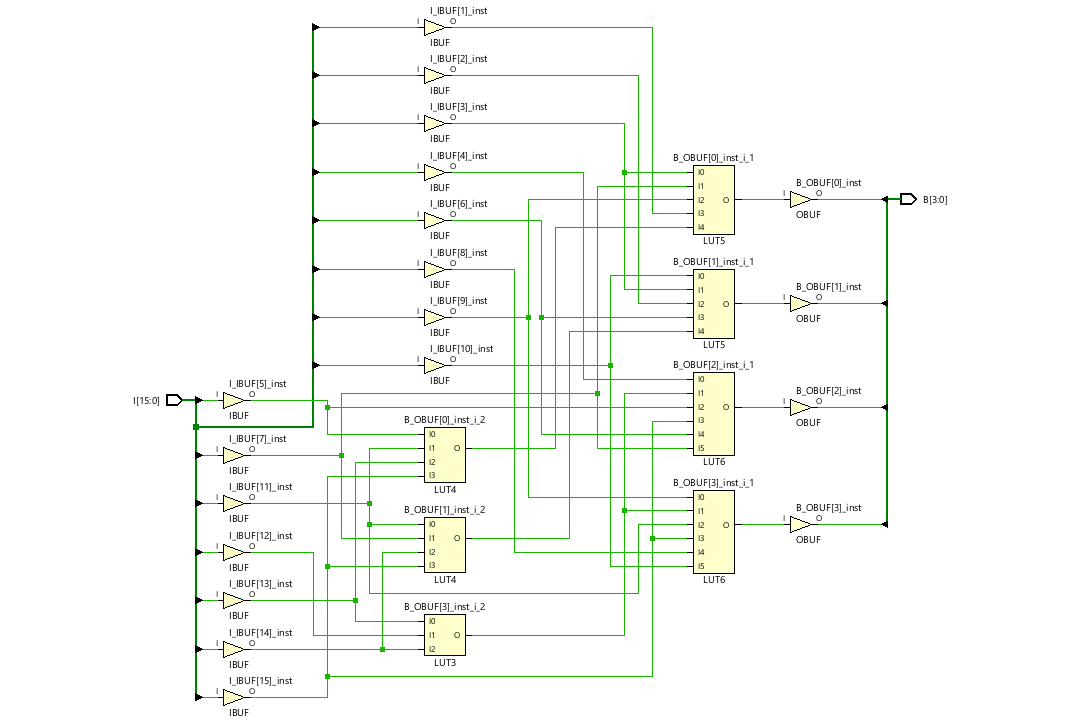 I_IBUF[1]_inst
I O
IBUF
I_IBUF[2]_inst
I O
IBUF
I_IBUF[3]_inst
I O
IBUF
I_IBUF[4]_inst
I O
IBUF
I_IBUF[6]_inst
I O
IBUF
I_IBUF[8]_inst
I O
IBUF
I_IBUF[9]_inst
I O
IBUF
I_IBUF[10]_inst
I O
IBUF
I[15:0]
I_IBUF[5]_inst
I O
IBUF
I_IBUF[7]_inst
I O
IBUF
I_IBUF[11]_inst
I O
IBUF
I_IBUF[12]_inst
I O
IBUF
I_IBUF[13]_inst
I O
IBUF
I_IBUF[14]_inst
I O
IBUF
I_IBUF[15]_inst
I O
IBUF
B_OBUF[0]_inst_i_2
I0
I1 O
I2
I3
LUT4
B_OBUF[1]_inst_i_2
I0
I1 O
I2
I3
LUT4
B_OBUF[3]_inst_i_2
I0
I1 O
I2
LUT3
B_OBUF[0]_inst_i_1
I0
I1
I2 O
I3
I4
LUT5
B_OBUF[1]_inst_i_1
I0
I1
I2 O
I3
I4
LUT5
B_OBUF[2]_inst_i_1
I0
I1
I2 O
I3
I4
I5
LUT6
B_OBUF[3]_inst_i_1
I0
I1
I2 O
I3
I4
I5
LUT6
B_OBUF[0]_inst
I O
OBUF
B_OBUF[1]_inst
I O
OBUF
B_OBUF[2]_inst
I O
OBUF
B_OBUF[3]_inst
I O
OBUF
B[3:0]